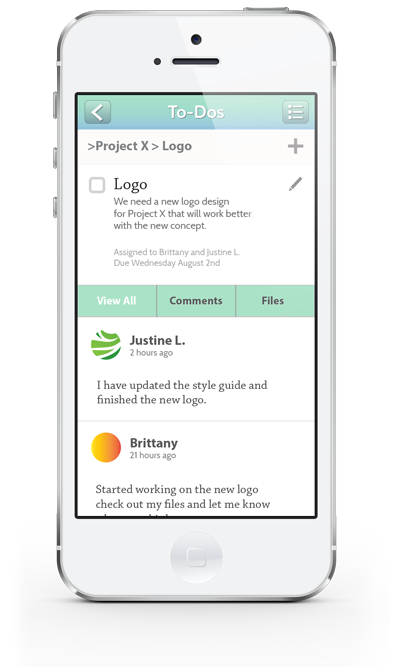 To-Dos
>Project X > Logo
Logo
We need a new logo design
for Project X that will work better
with the new concept.
Assigned to Brittany and Justine L.
Due Wednesday August 2nd
View All Comments Files
Justine L.
2 hours ago
I have updated the style guide and
finished the new logo.
Brittany
21 hours ago
Started working on the new logo
check out my files and let me know